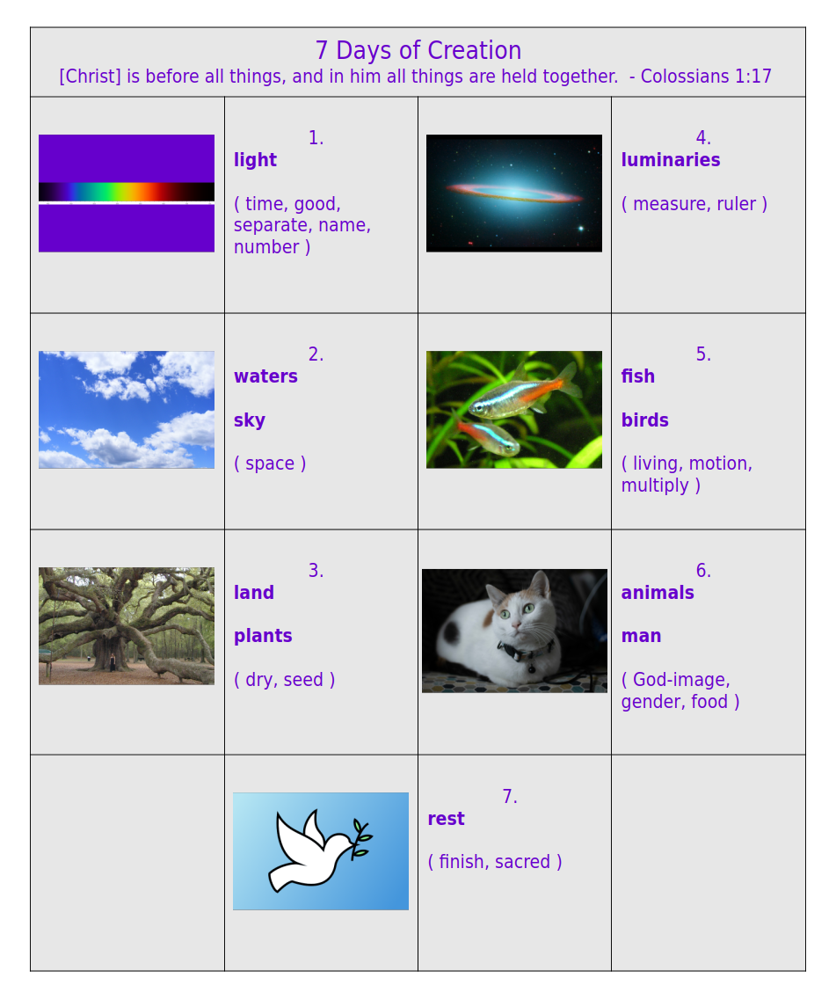 7 Days of Creation
[Christ] is before all things, and in him all things are held together.  - Colossians 1:17
1.
light
( time, good,
separate, name,
number )
4.
luminaries
( measure, ruler )
2.
waters
sky
( space )
5.
fish
birds
( living, motion,
multiply )
3.
land
plants
( dry, seed )
6.
animals
man
( God-image,
gender, food )
7.
rest
( finish, sacred )